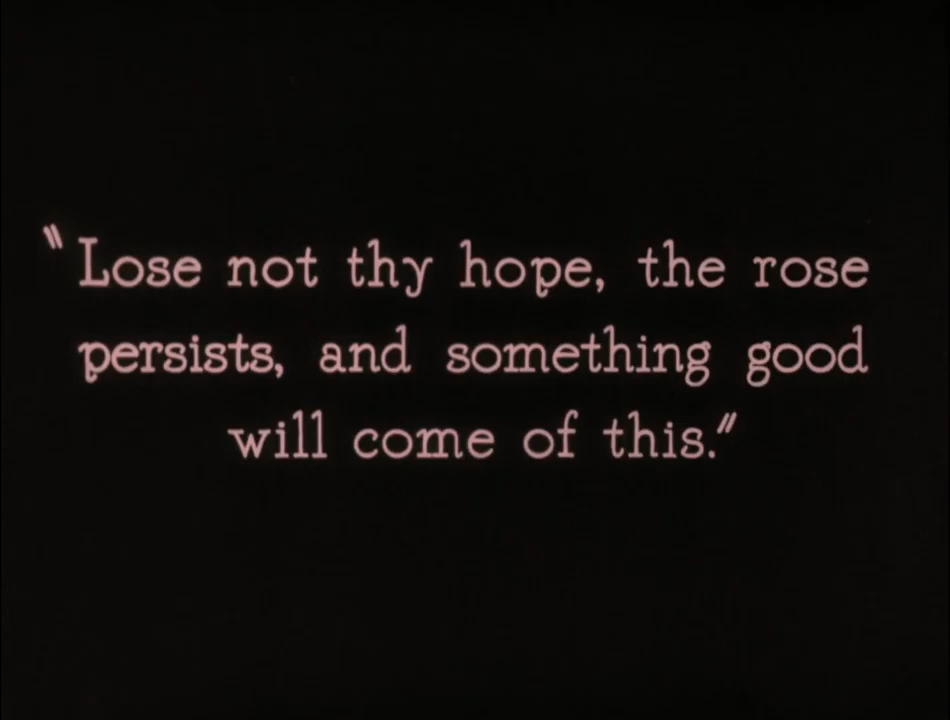 "Lose not thy hope, the rose
persists, and something good
will come of this."